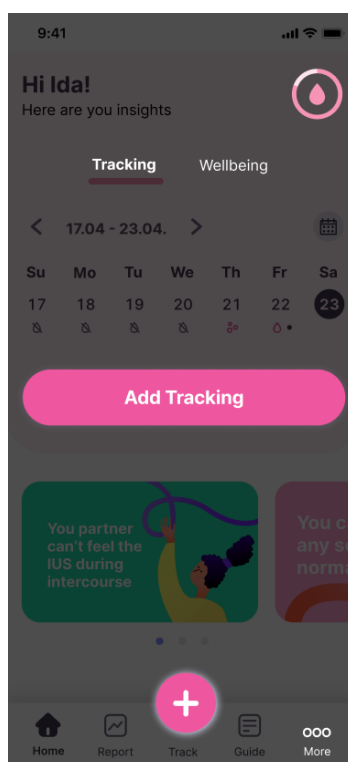 9:41
Hi Ida!
Here are you insights
Tracking Wellbeing
17.04 - 23.04.
Su Mo Tu We Th Fr Sa
17 18 19 20 21 22 23
Add Tracking
You partner
can't feel the
IUS during
intercourse
You c
any s
norma
Home Report Track Guide More